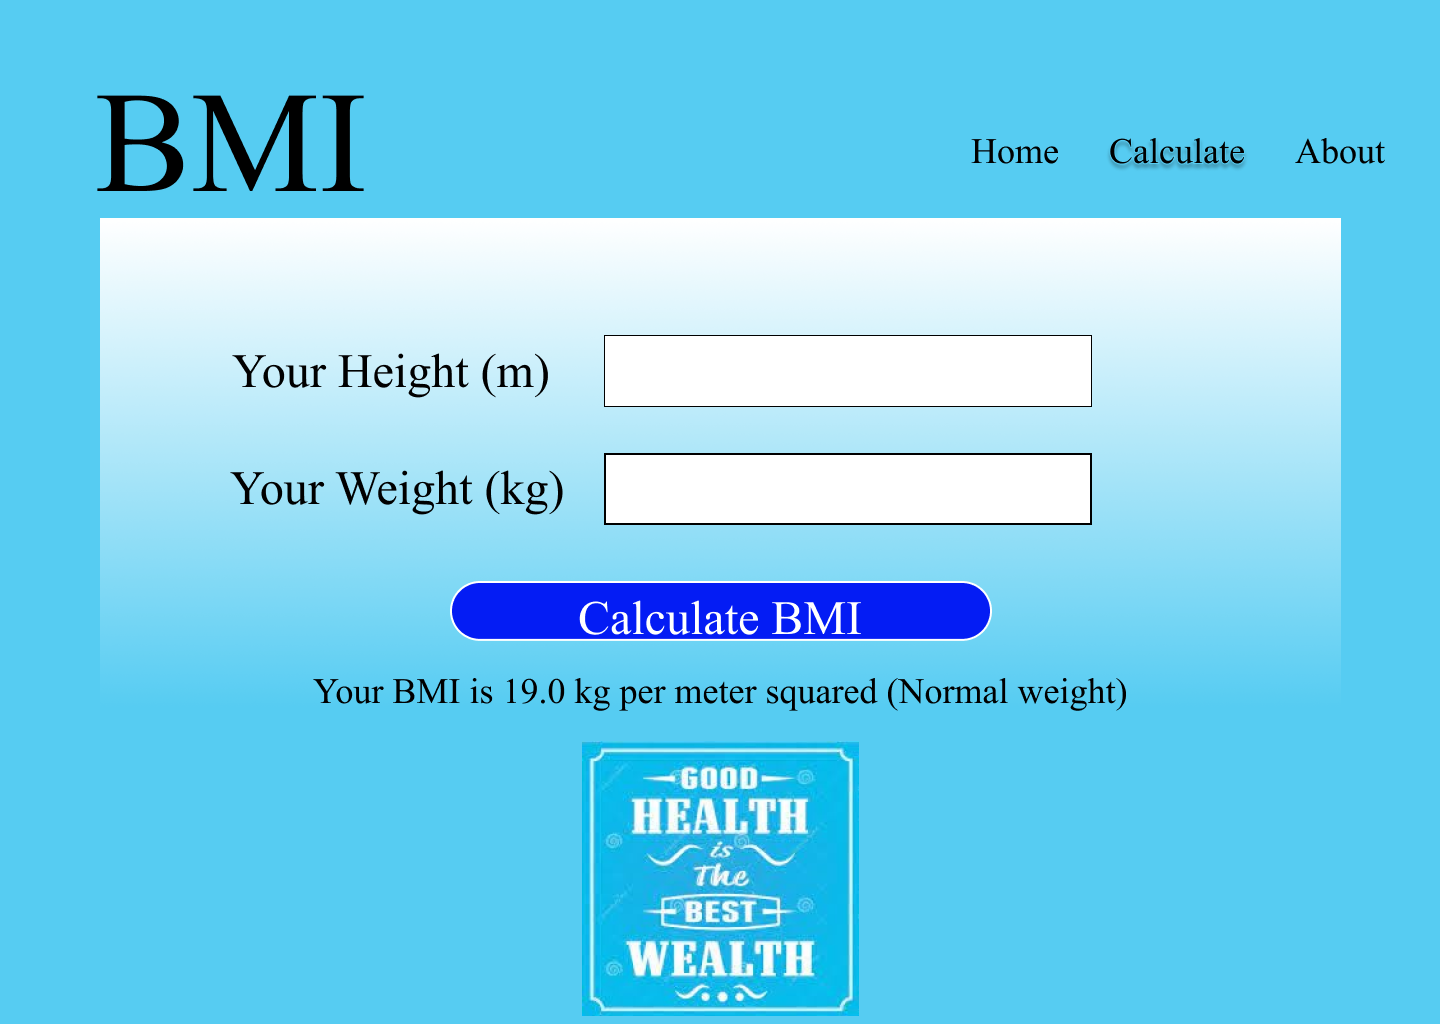 BMI
Home Calculate About
Your Height (m)
Your Weight (kg)
Calculate BMI
Your BMI is 19.0 kg per meter squared (Normal weight)
GOOD
HEALTH
is
The
BEST
WEALTH